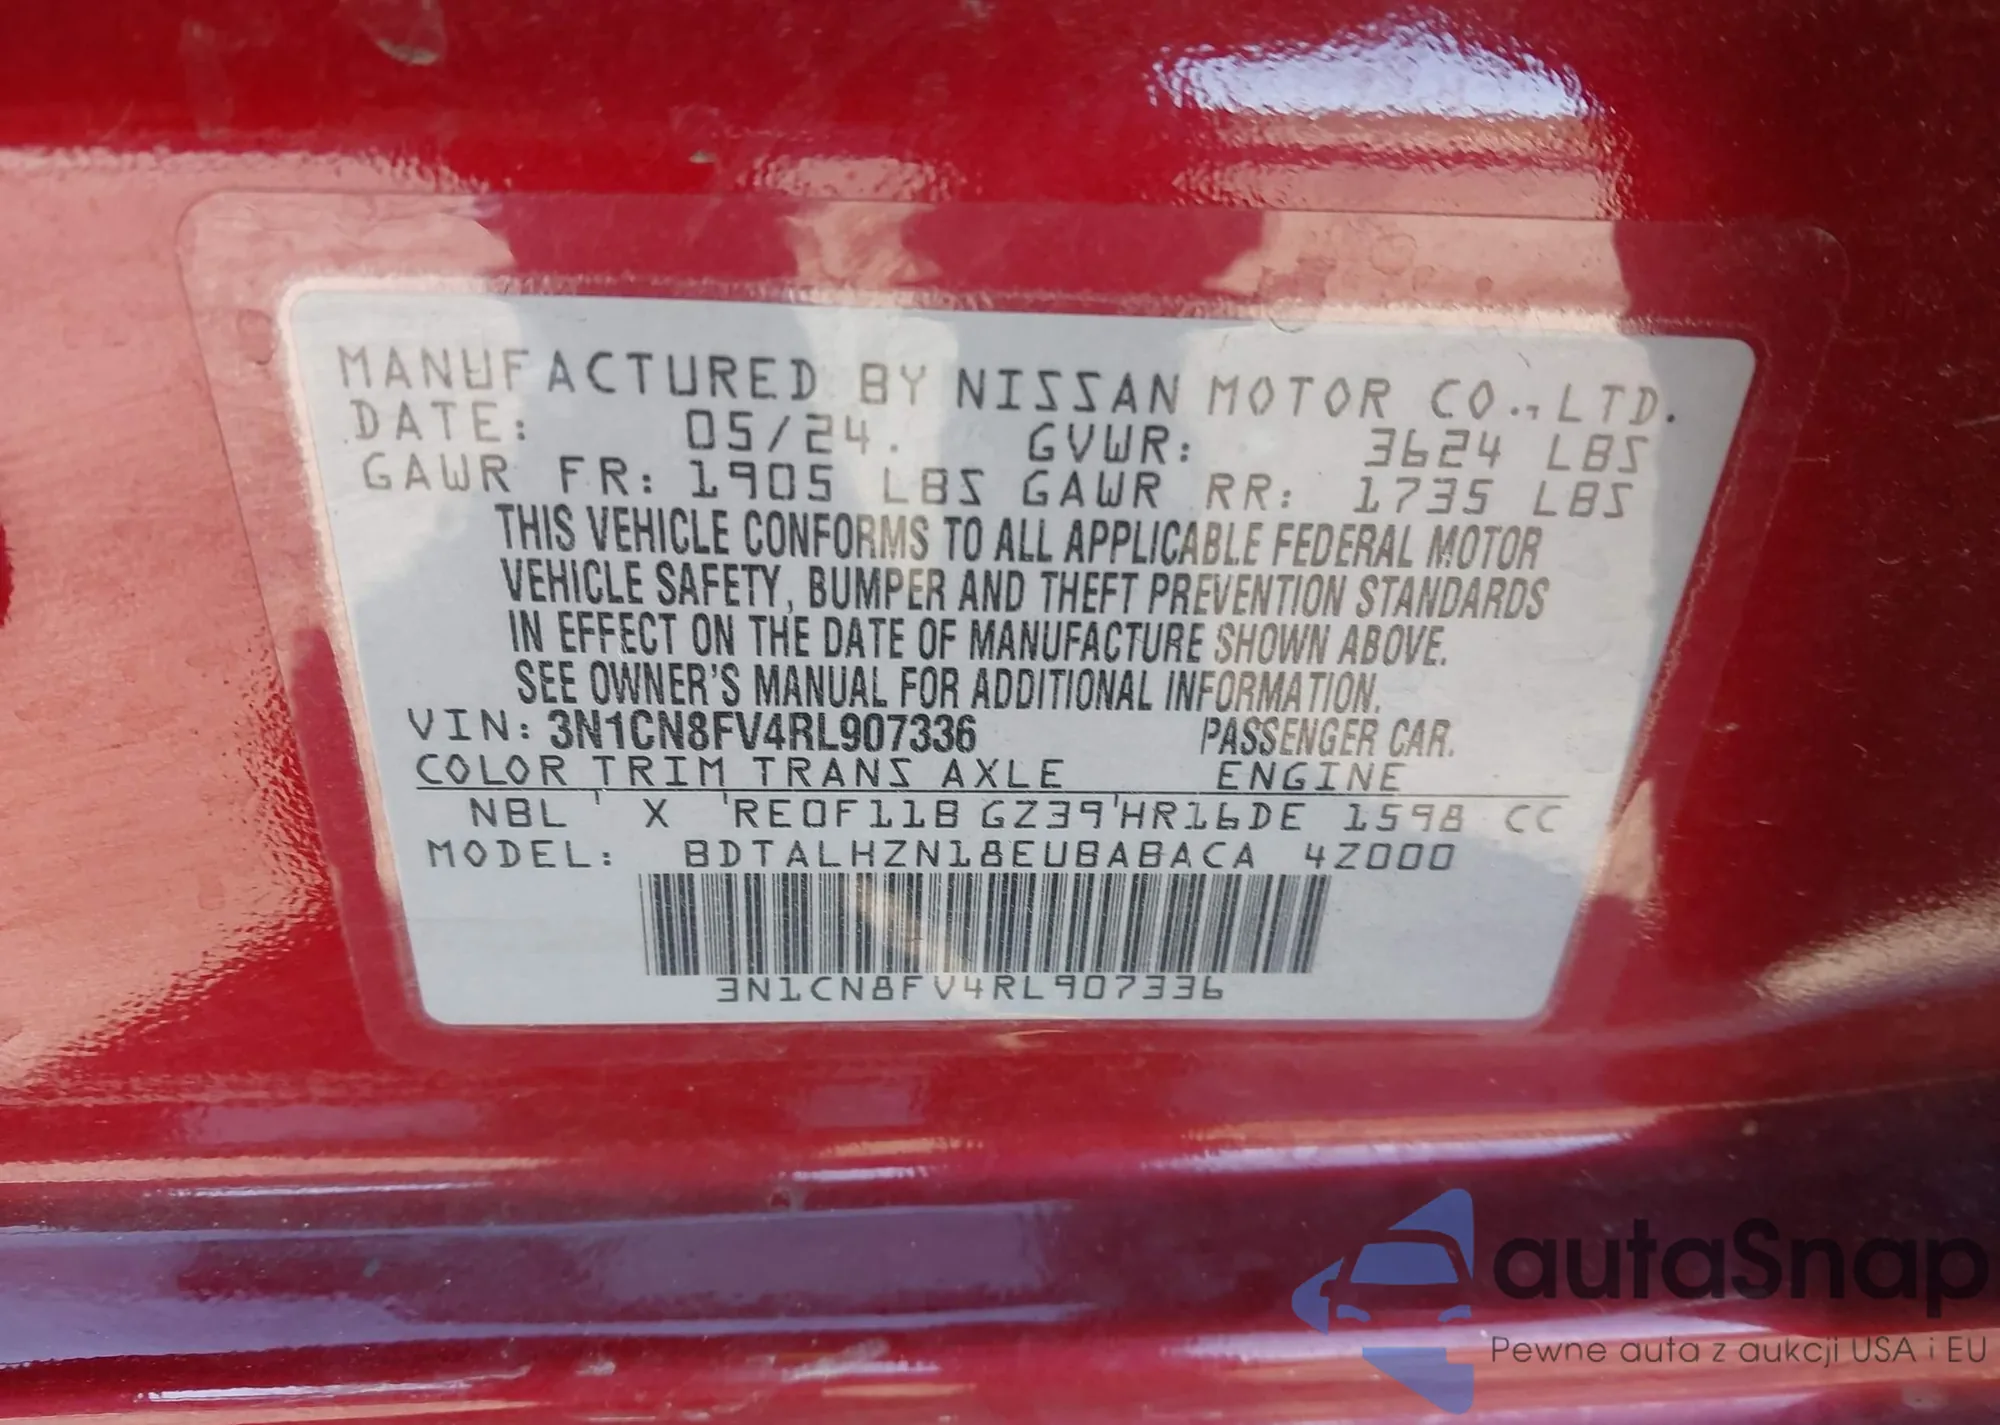 MANUFACTURED BY NISSAN MOTOR CO., LTD.
DATE: 05/24. GVWR: 3624 LBS
GAWR FR: 1905 LBS GAWR RR: 1735 LBS
THIS VEHICLE CONFORMS TO ALL APPLICABLE FEDERAL MOTOR
VEHICLE SAFETY, BUMPER AND THEFT PREVENTION STANDARDS
IN EFFECT ON THE DATE OF MANUFACTURE SHOWN ABOVE.
SEE OWNER'S MANUAL FOR ADDITIONAL INFORMATION.
VIN: 3N1CN8FV4RL907336 PASSENGER CAR.
COLOR TRIM TRANS AXLE ENGINE
NBL X RE0F11B GZ39 HR16DE 1598 CC
MODEL: BDTALHZN18EUBABACA 4Z000
3N1CN8FV4RL907336
autaSnap
Pewne auta z aukcji USA i EU